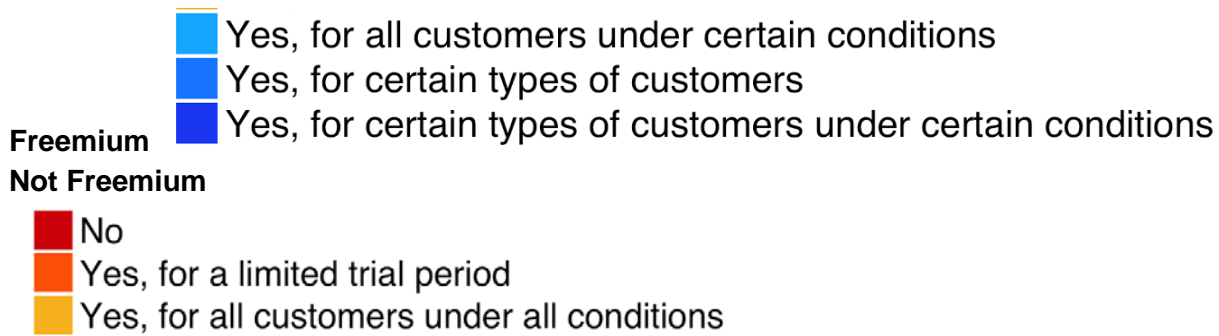 Yes, for all customers under certain conditions
Yes, for certain types of customers
Yes, for certain types of customers under certain conditions
Freemium
Not Freemium
No
Yes, for a limited trial period
Yes, for all customers under all conditions